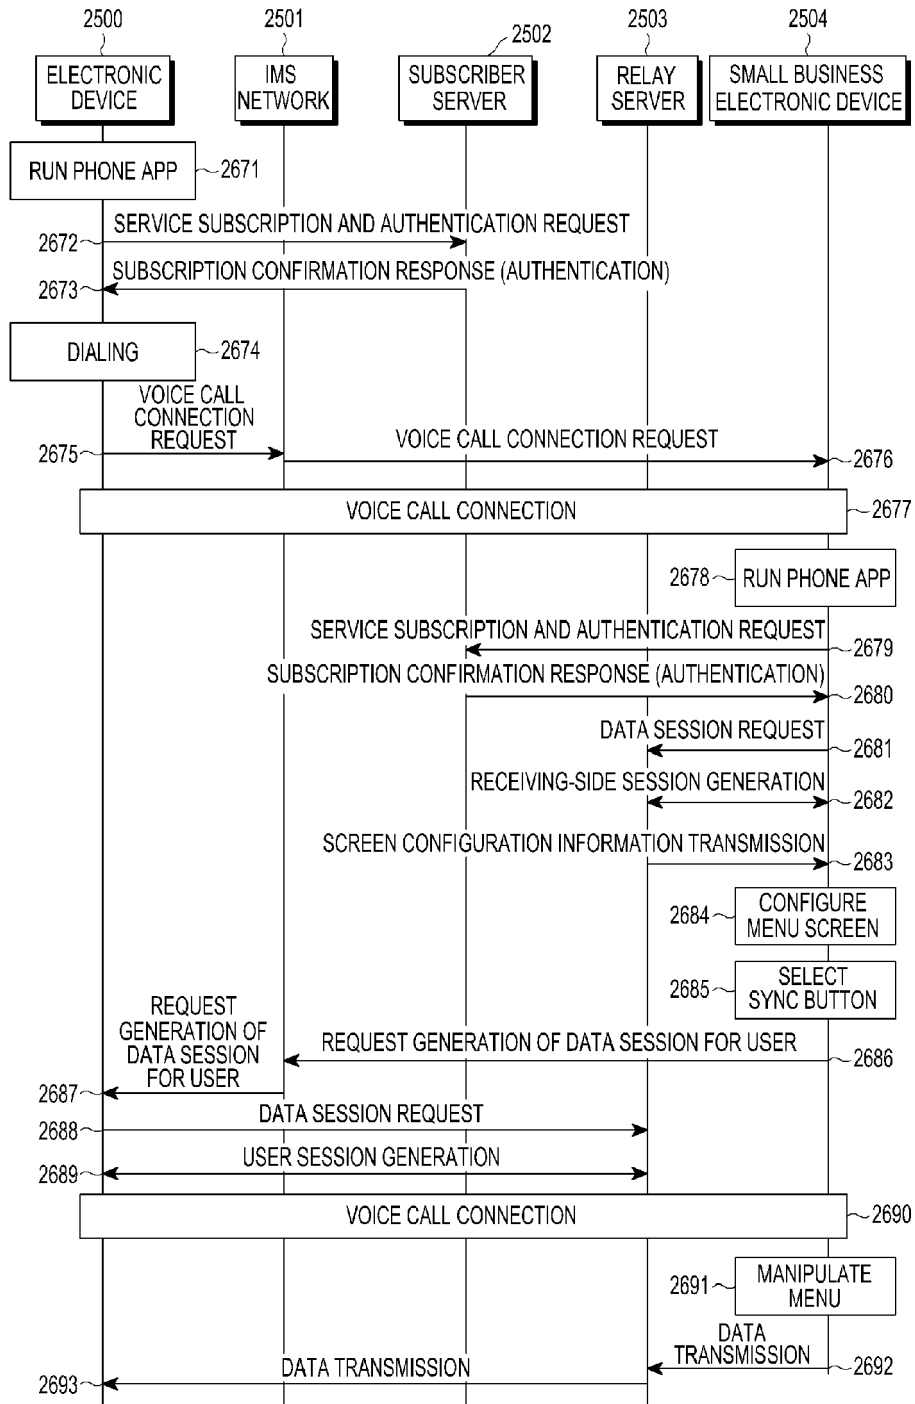 2500
2501
2502
2503
2504
ELECTRONIC
DEVICE
IMS
NETWORK
SUBSCRIBER
SERVER
RELAY
SERVER
SMALL BUSINESS
ELECTRONIC DEVICE
RUN PHONE APP
2671
SERVICE SUBSCRIPTION AND AUTHENTICATION REQUEST
2672
SUBSCRIPTION CONFIRMATION RESPONSE (AUTHENTICATION)
2673
DIALING
2674
VOICE CALL
CONNECTION
REQUEST
2675
VOICE CALL CONNECTION REQUEST
2676
VOICE CALL CONNECTION
2677
2678
RUN PHONE APP
SERVICE SUBSCRIPTION AND AUTHENTICATION REQUEST
2679
SUBSCRIPTION CONFIRMATION RESPONSE (AUTHENTICATION)
2680
DATA SESSION REQUEST
2681
RECEIVING-SIDE SESSION GENERATION
2682
SCREEN CONFIGURATION INFORMATION TRANSMISSION
2683
2684
CONFIGURE
MENU SCREEN
2685
SELECT
SYNC BUTTON
REQUEST GENERATION OF DATA SESSION FOR USER
2686
REQUEST
GENERATION OF
DATA SESSION
FOR USER
2687
DATA SESSION REQUEST
2688
USER SESSION GENERATION
2689
VOICE CALL CONNECTION
2690
2691
MANIPULATE
MENU
DATA
TRANSMISSION
2692
DATA TRANSMISSION
2693